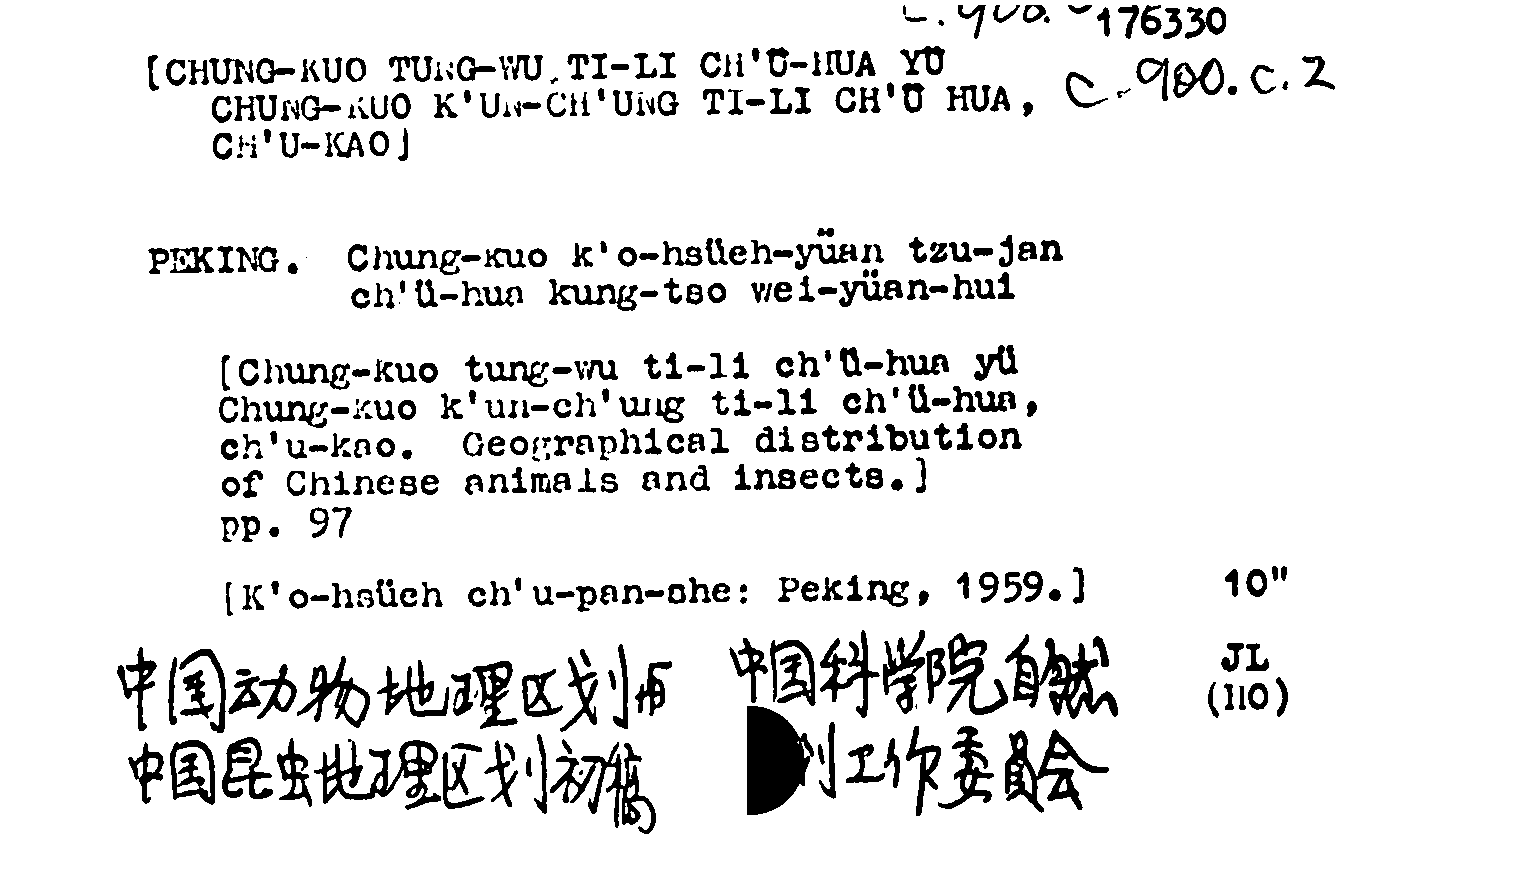 176330
[CHUNG-KUO TUNG-WU TI-LI CH'Ü-HUA YÜ
C.900.c.2
CHUNG-KUO K'UN-CH'UNG TI-LI CH'Ü HUA,
CH'U-KAO]
PEKING. Chung-kuo k'o-hsüeh-yüan tzu-jan
ch'ü-hua kung-tso wei-yüan-hui
[Chung-kuo tung-wu ti-li ch'ü-hua yü
Chung-kuo k'un-ch'ung ti-li ch'ü-hua,
ch'u-kao. Geographical distribution
of Chinese animals and insects.]
pp. 97
[K'o-hsüeh ch'u-pan-she: Peking, 1959.] 10"
中国动物地理区划与 中国科学院自然
JL
(HO)
中国昆虫地理区划初稿 划工作委員会